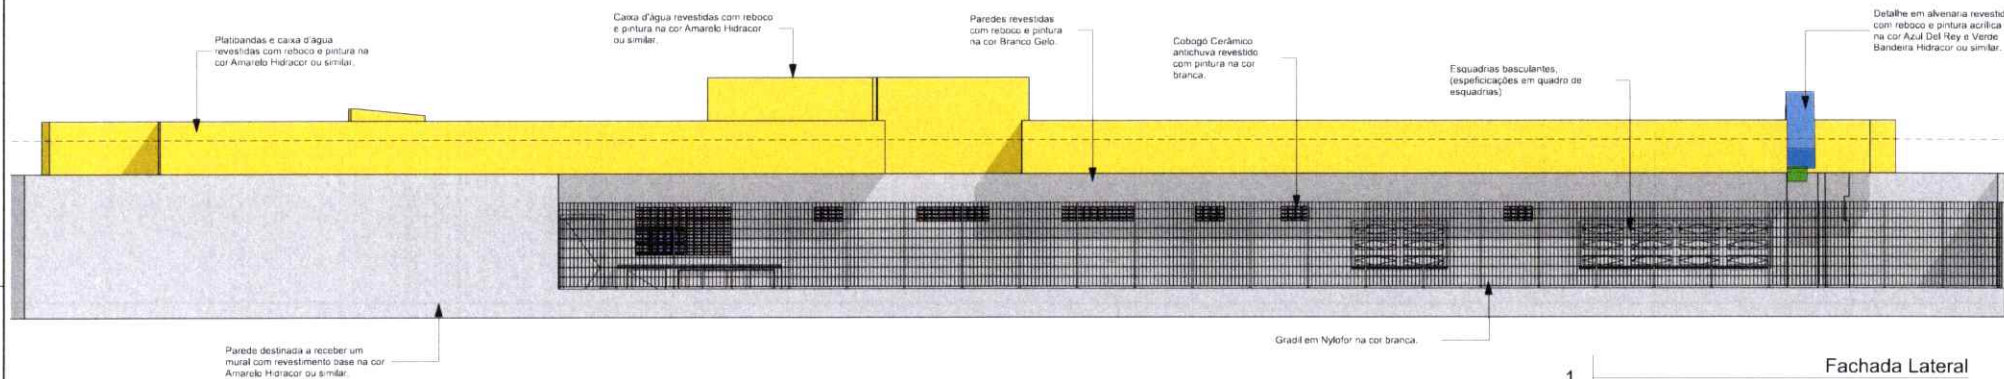 Platibandas e caixa d'água
revestidas com reboco e pintura na
cor Amarelo Hidracor ou similar.
Caixa d'água revestidas com reboco
e pintura na cor Amarelo Hidracor
ou similar.
Paredes revestidas
com reboco e pintura
na cor Branco Gelo.
Cobogó Cerâmico
antichuva revestido
com pintura na cor
branca.
Esquadrias basculantes,
(espeficicações em quadro de
esquadrias)
Detalhe em alvenaria revestid
com reboco e pintura acrílica
na cor Azul Del Rey e Verde
Bandeira Hidracor ou similar.
Parede destinada a receber um
mural com revestimento base na cor
Amarelo Hidracor ou similar.
Gradil em Nylofor na cor branca.
1
Fachada Lateral